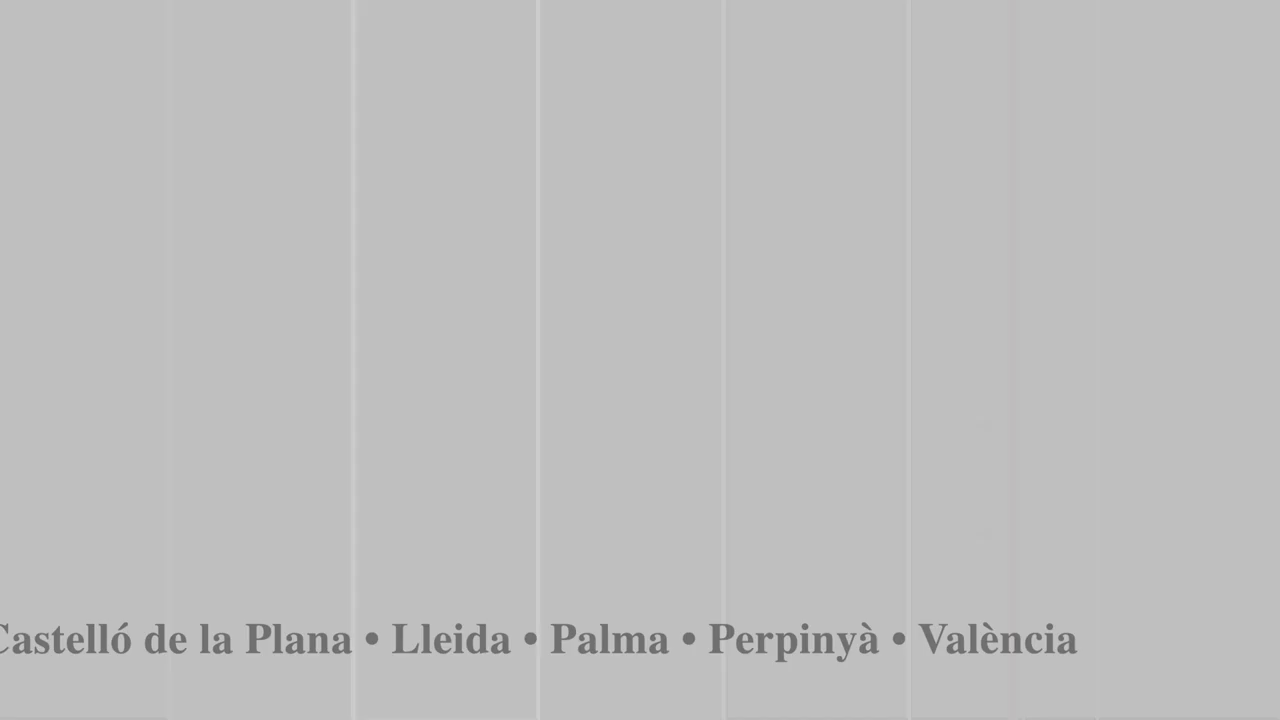 Castelló de la Plana • Lleida • Palma • Perpinyà • València